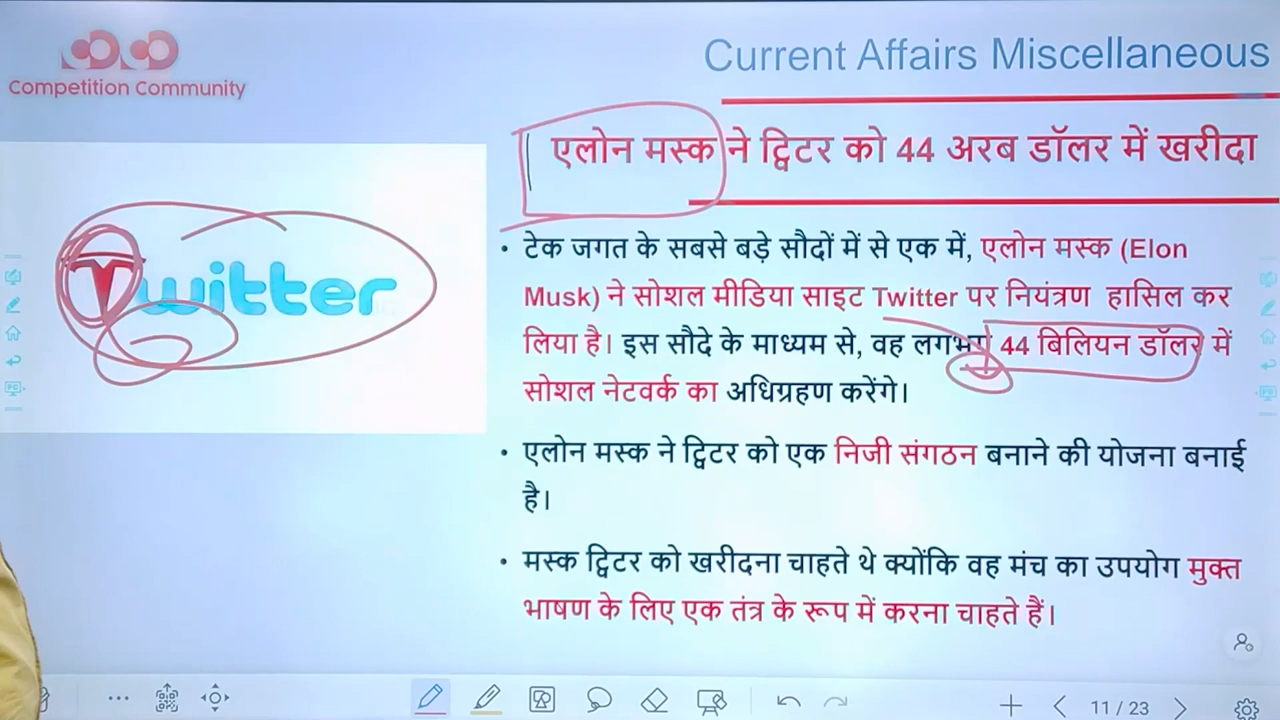 Competition Community
Current Affairs Miscellaneous
एलोन मस्क ने ट्विटर को 44 अरब डॉलर में खरीदा
Twitter
• टेक जगत के सबसे बड़े सौदों में से एक में, एलोन मस्क (Elon
Musk) ने सोशल मीडिया साइट Twitter पर नियंत्रण हासिल कर
लिया है। इस सौदे के माध्यम से, वह लगभग 44 बिलियन डॉलर में
सोशल नेटवर्क का अधिग्रहण करेंगे।
• एलोन मस्क ने ट्विटर को एक निजी संगठन बनाने की योजना बनाई
है।
• मस्क ट्विटर को खरीदना चाहते थे क्योंकि वह मंच का उपयोग मुक्त
भाषण के लिए एक तंत्र के रूप में करना चाहते हैं।
11 / 23